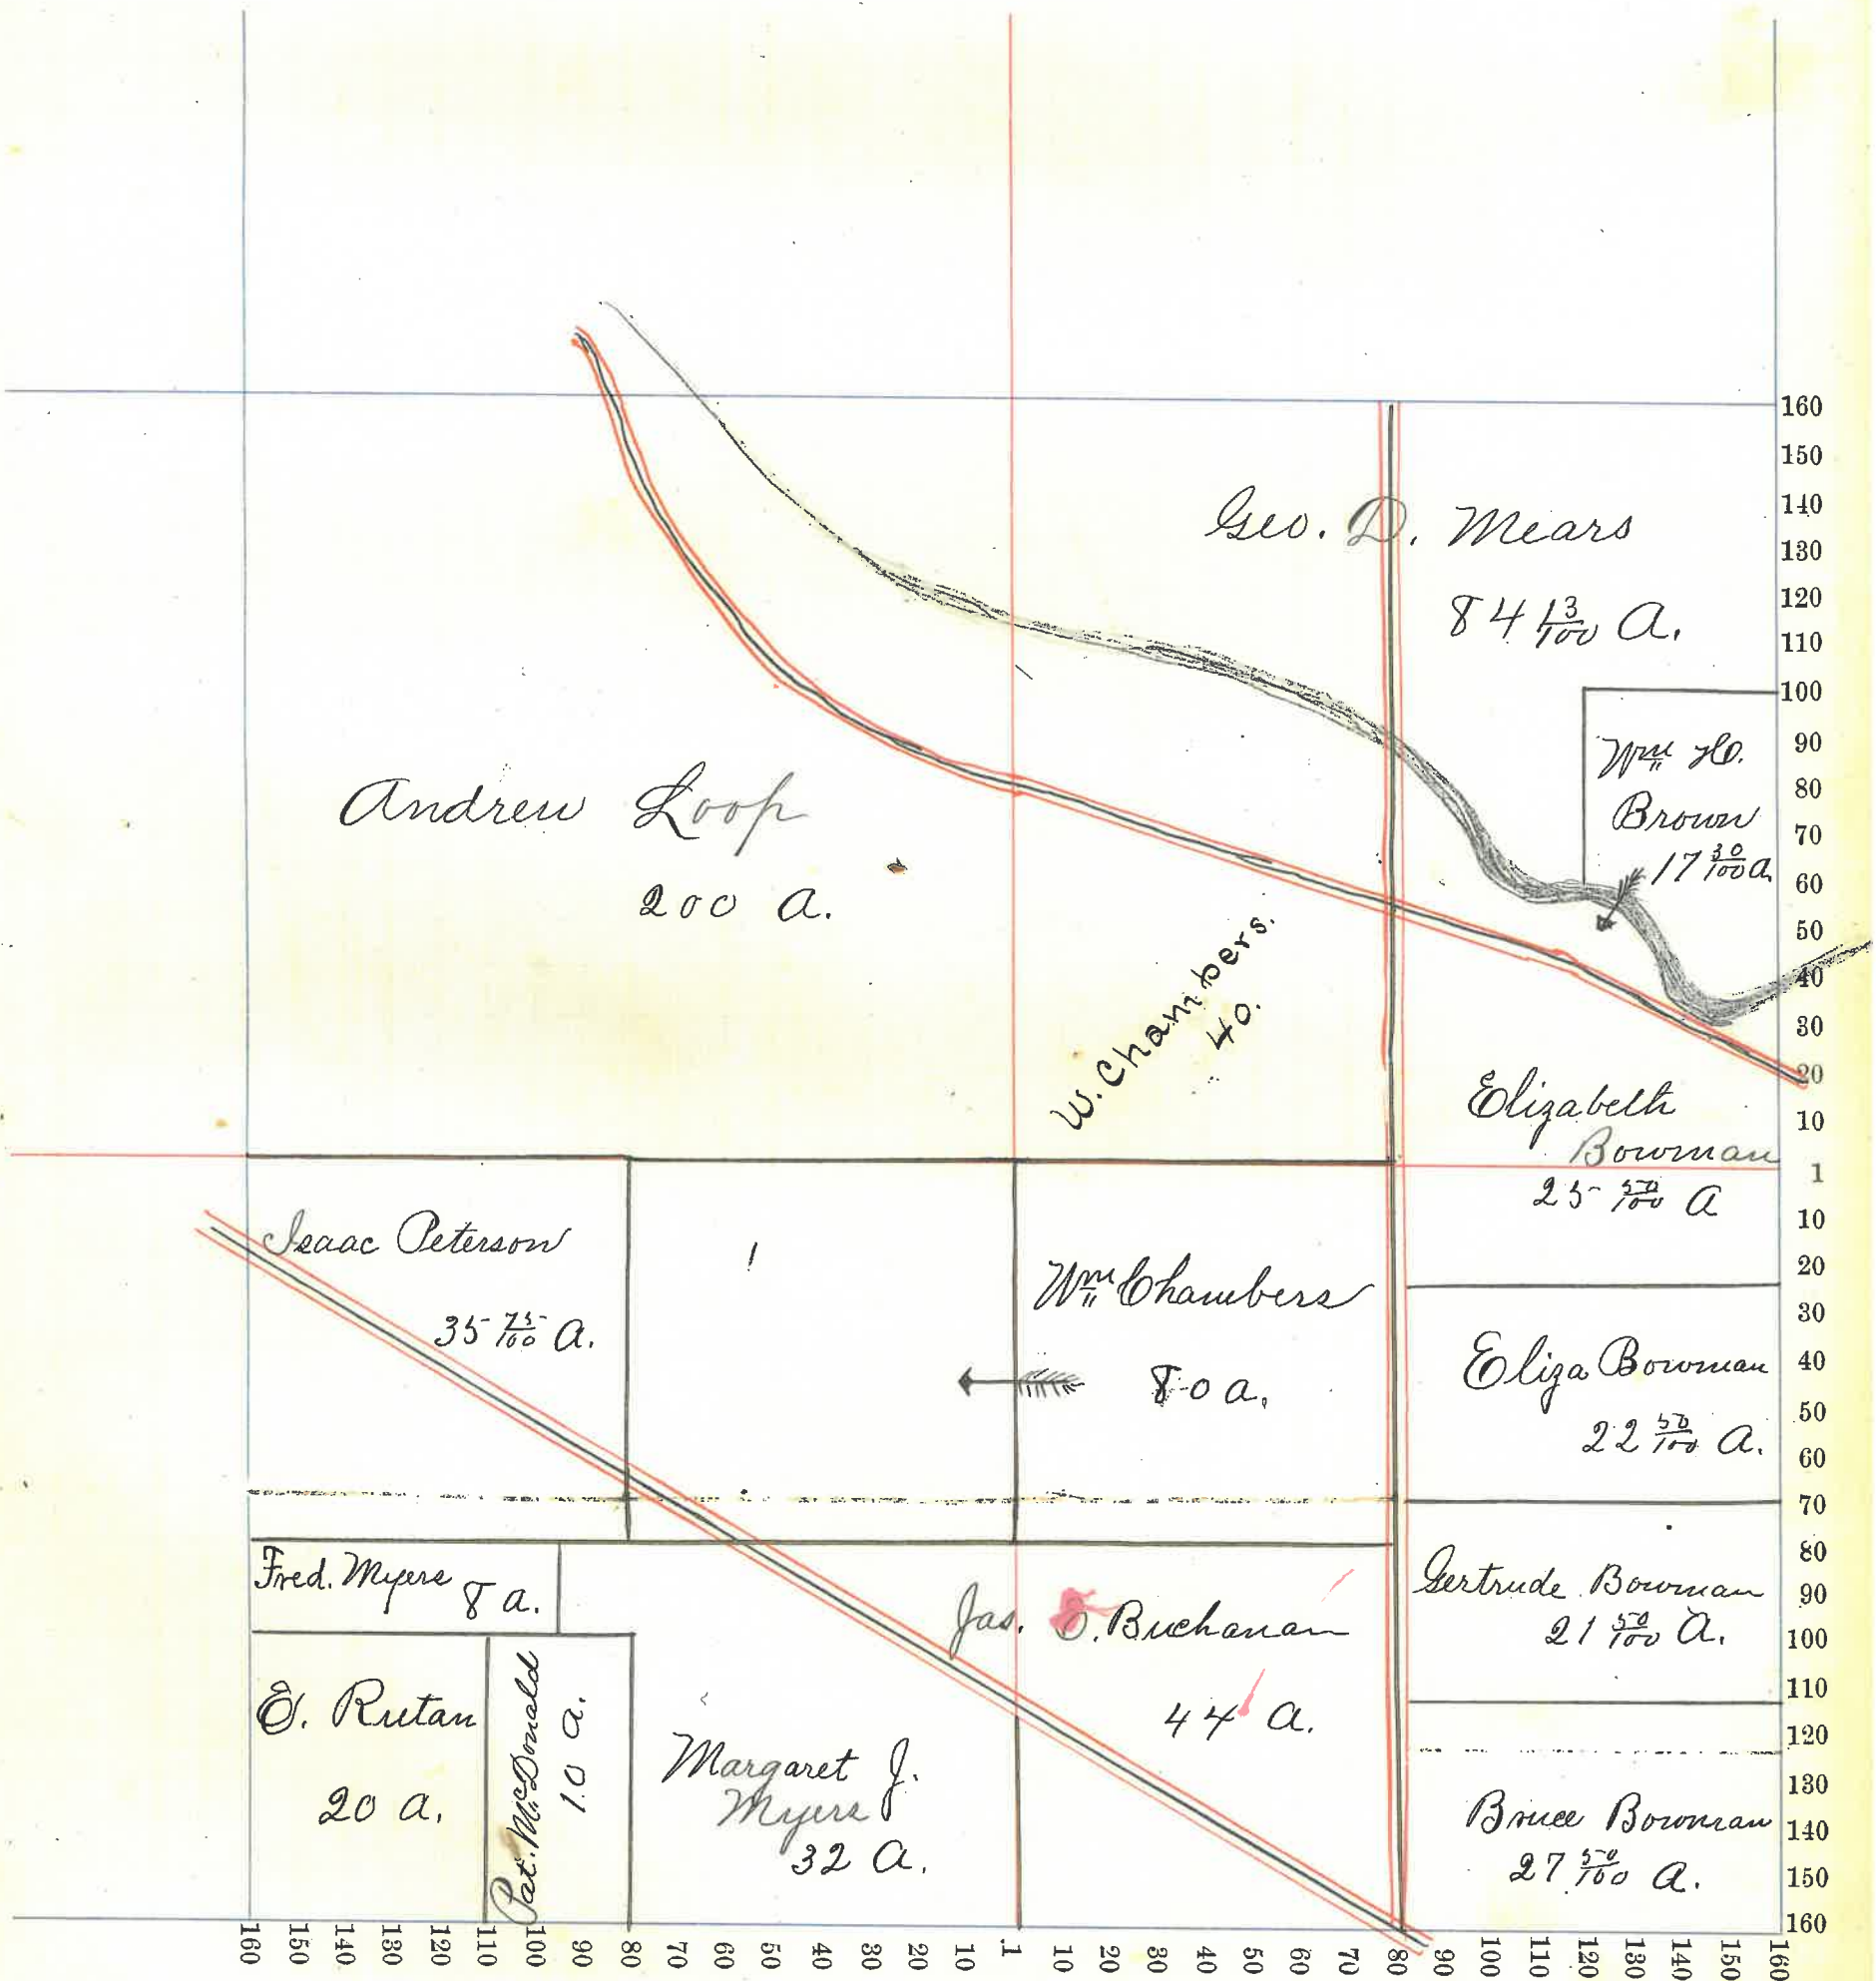 Geo. D. Mears
84 13/100 A.
Wm H.
Brown
17 30/100 a.
Andrew Loop
200 A.
W. Chambers.
40.
Elizabeth
Bowman
25 50/100 A
Isaac Peterson
35 75/100 A.
Wm Chambers
80 a.
Eliza Bowman
22 50/100 A.
Fred. Myers 8 a.
Jas. O. Buchanan
44 A.
Gertrude Bowman
21 50/100 A.
E. Rutan
20 a.
Pat. McDonald
10 a.
Margaret J.
Myers
32 A.
Bruce Bowman
27 50/100 A.
160
150
140
130
120
110
100
90
80
70
60
50
40
30
20
10
1
10
20
30
40
50
60
70
80
90
100
110
120
130
140
150
160
160 150 140 130 120 110 100 90 80 70 60 50 40 30 20 10 1 10 20 30 40 50 60 70 80 90 100 110 120 130 140 150 160